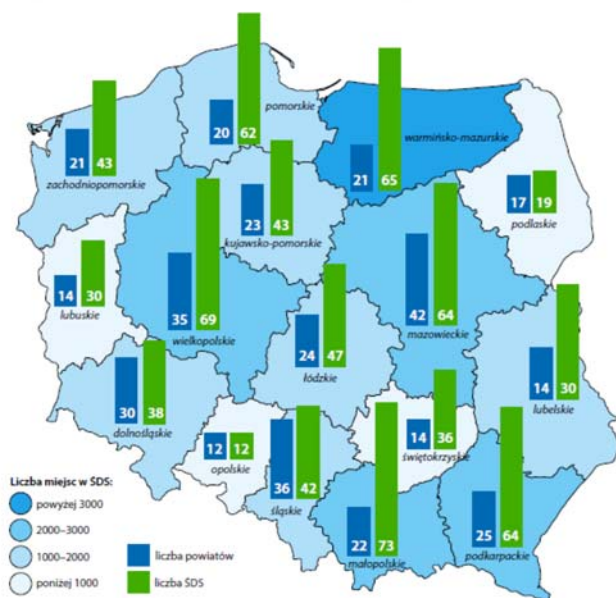 pomorskie
20
62
21
43
zachodniopomorskie
warmińsko-mazurskie
21
65
17
19
podlaskie
23
43
kujawsko-pomorskie
14
30
lubuskie
35
69
wielkopolskie
42
64
mazowieckie
24
47
łódzkie
14
30
lubelskie
30
38
dolnośląskie
12
12
opolskie
36
42
śląskie
14
36
świętokrzyskie
22
73
małopolskie
25
64
podkarpackie
Liczba miejsc w ŚDS:
powyżej 3000
2000–3000
1000–2000
poniżej 1000
liczba powiatów
liczba ŚDS